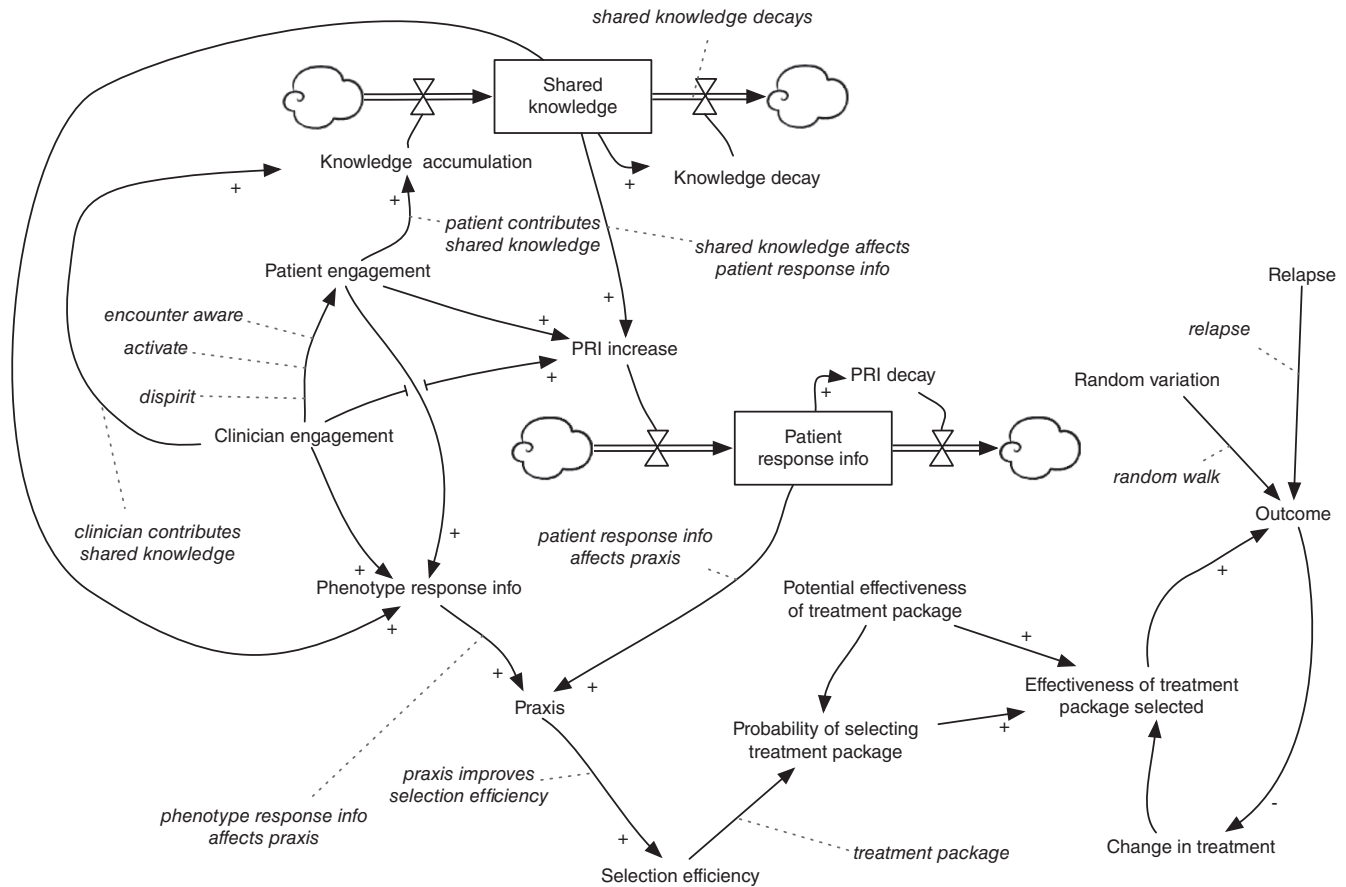 shared knowledge decays
Shared
knowledge
Knowledge accumulation
+
Knowledge decay
+
+
patient contributes
shared knowledge
shared knowledge affects
patient response info
Patient engagement
Relapse
+
encounter aware
+
relapse
activate
PRI increase
+
PRI decay
+
Random variation
dispirit
Clinician engagement
Patient
response info
random walk
Outcome
clinician contributes
shared knowledge
+
patient response info
affects praxis
+
+
Phenotype response info
Potential effectiveness
of treatment package
+
+
+
+
Effectiveness of treatment
package selected
Praxis
Probability of selecting
treatment package
+
praxis improves
selection efficiency
phenotype response info
affects praxis
-
+
Change in treatment
treatment package
Selection efficiency